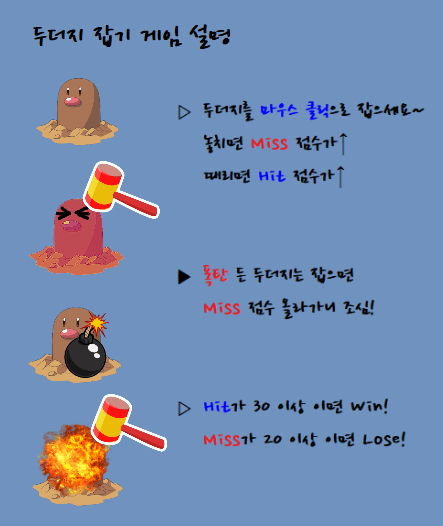 두더지 잡기 게임 설명
▷ 두더지를 마우스 클릭으로 잡으세요~
놓치면 Miss 점수가↑
때리면 Hit 점수가↑
▶ 폭탄 든 두더지는 잡으면
Miss 점수 올라가니 조심!
▷ Hit가 30 이상 이면 Win!
Miss가 20 이상 이면 Lose!